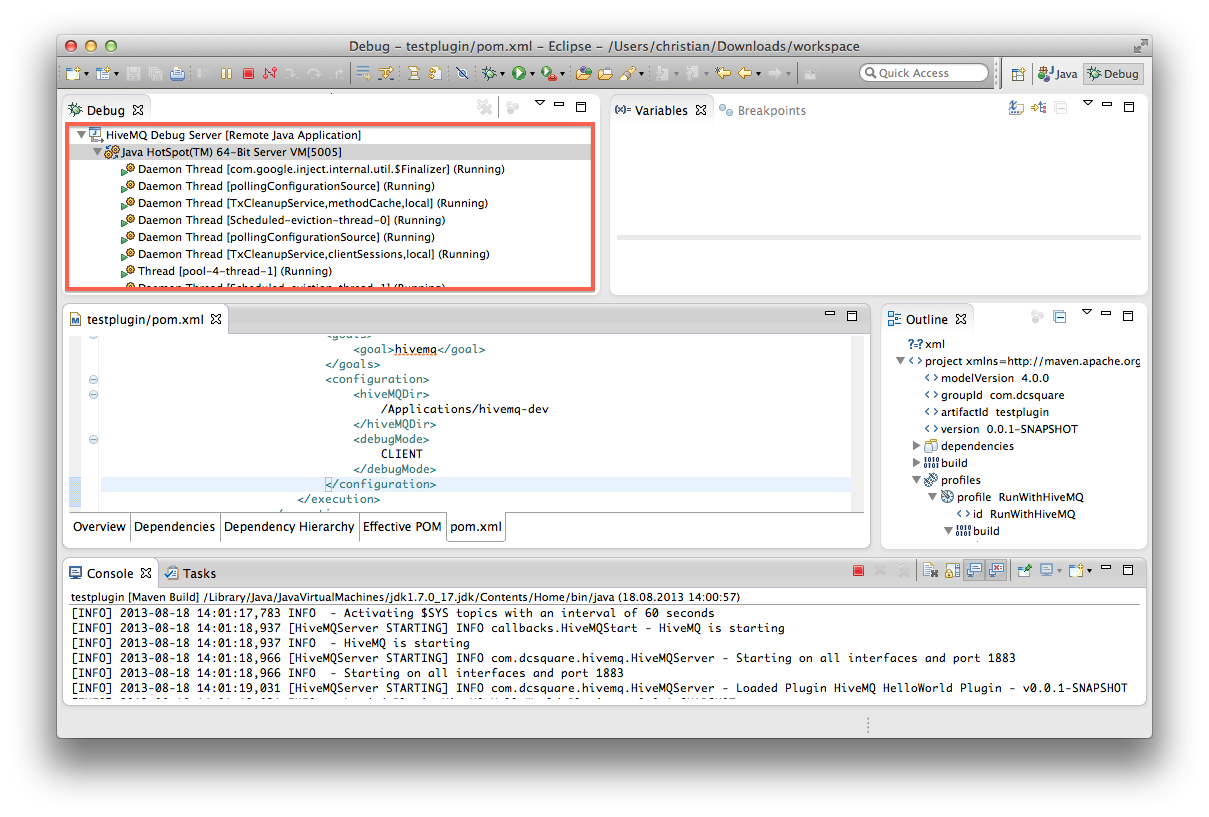 Debug – testplugin/pom.xml – Eclipse – /Users/christian/Downloads/workspace
Quick Access
Java
Debug
Debug
HiveMQ Debug Server [Remote Java Application]
Java HotSpot(TM) 64-Bit Server VM[5005]
Daemon Thread [com.google.inject.internal.util.$Finalizer] (Running)
Daemon Thread [pollingConfigurationSource] (Running)
Daemon Thread [TxCleanupService,methodCache,local] (Running)
Daemon Thread [Scheduled-eviction-thread-0] (Running)
Daemon Thread [pollingConfigurationSource] (Running)
Daemon Thread [TxCleanupService,clientSessions,local] (Running)
Thread [pool-4-thread-1] (Running)
Daemon Thread [Scheduled-eviction-thread-1] (Running)
(x)= Variables
Breakpoints
testplugin/pom.xml
<goals>
<goal>hivemq</goal>
</goals>
<configuration>
<hiveMQDir>
/Applications/hivemq-dev
</hiveMQDir>
<debugMode>
CLIENT
</debugMode>
</configuration>
</execution>
Overview
Dependencies
Dependency Hierarchy
Effective POM
pom.xml
Outline
?=? xml
project xmlns=http://maven.apache.org
modelVersion 4.0.0
groupId com.dcsquare
artifactId testplugin
version 0.0.1-SNAPSHOT
dependencies
build
profiles
profile RunWithHiveMQ
id RunWithHiveMQ
build
Console
Tasks
testplugin [Maven Build] /Library/Java/JavaVirtualMachines/jdk1.7.0_17.jdk/Contents/Home/bin/java (18.08.2013 14:00:57)
[INFO] 2013-08-18 14:01:17,783 INFO  - Activating $SYS topics with an interval of 60 seconds
[INFO] 2013-08-18 14:01:18,937 [HiveMQServer STARTING] INFO callbacks.HiveMQStart - HiveMQ is starting
[INFO] 2013-08-18 14:01:18,937 INFO  - HiveMQ is starting
[INFO] 2013-08-18 14:01:18,966 [HiveMQServer STARTING] INFO com.dcsquare.hivemq.HiveMQServer - Starting on all interfaces and port 1883
[INFO] 2013-08-18 14:01:18,966 INFO  - Starting on all interfaces and port 1883
[INFO] 2013-08-18 14:01:19,031 [HiveMQServer STARTING] INFO com.dcsquare.hivemq.HiveMQServer - Loaded Plugin HiveMQ HelloWorld Plugin - v0.0.1-SNAPSHOT